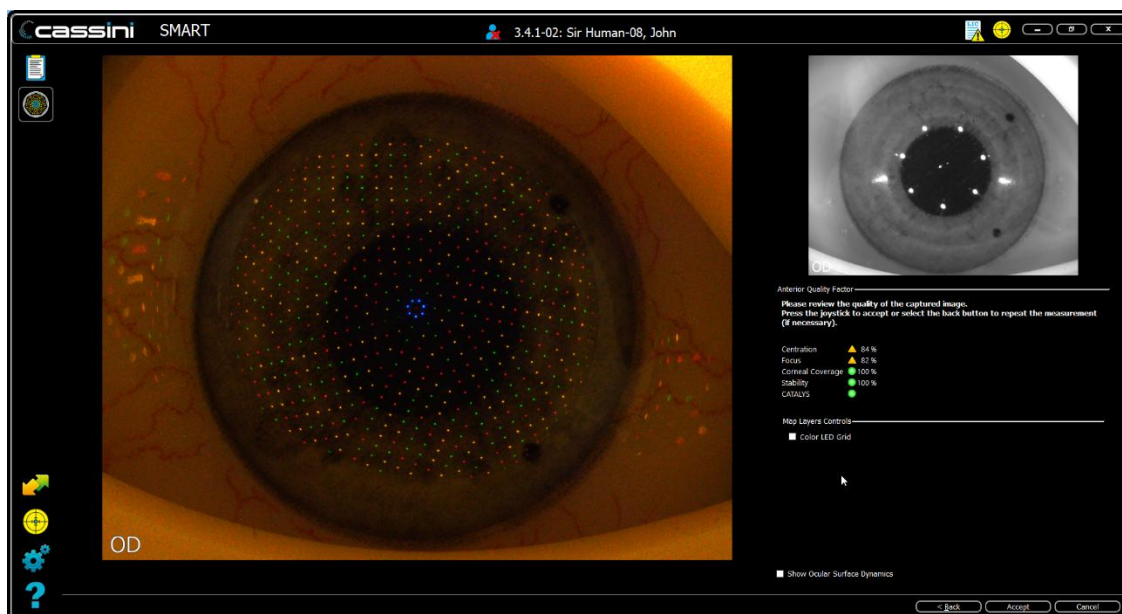 cassini SMART 3.4.1-02: Sir Human-08, John
OD
OD
Anterior Quality Factor
Please review the quality of the captured image.
Press the joystick to accept or select the back button to repeat the measurement
(if necessary).
Centration 84 %
Focus 82 %
Corneal Coverage 100 %
Stability 100 %
CATALYS
Map Layers Controls
Color LED Grid
Show Ocular Surface Dynamics
?
< Back Accept Cancel